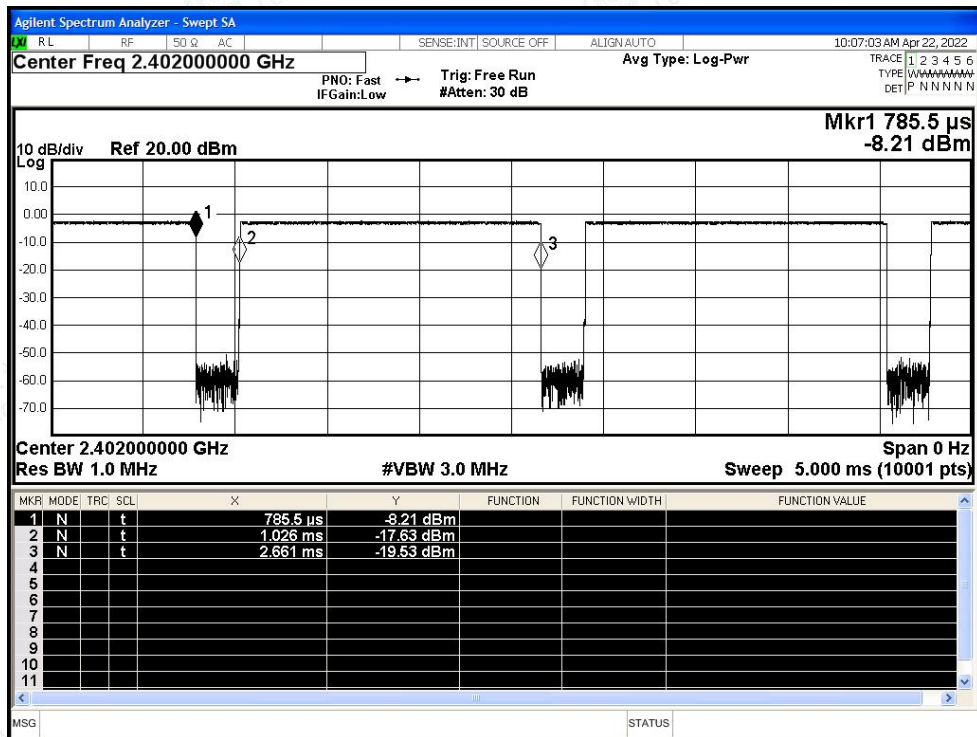 Agilent Spectrum Analyzer - Swept SA
LXI RL RF 50 Ω AC SENSE:INT SOURCE OFF ALIGN AUTO 10:07:03 AM Apr 22, 2022
Center Freq 2.402000000 GHz Avg Type: Log-Pwr TRACE 1 2 3 4 5 6
PNO: Fast Trig: Free Run TYPE
IFGain:Low #Atten: 30 dB DET P N N N N N
Mkr1 785.5 µs
-8.21 dBm
10 dB/div Ref 20.00 dBm
Log
10.0
0.00
-10.0
-20.0
-30.0
-40.0
-50.0
-60.0
-70.0
1
2
3
Center 2.402000000 GHz Span 0 Hz
Res BW 1.0 MHz #VBW 3.0 MHz Sweep 5.000 ms (10001 pts)
MKR MODE TRC SCL X Y FUNCTION FUNCTION WIDTH FUNCTION VALUE
1 N t 785.5 µs -8.21 dBm
2 N t 1.026 ms -17.63 dBm
3 N t 2.661 ms -19.53 dBm
4
5
6
7
8
9
10
11
MSG STATUS